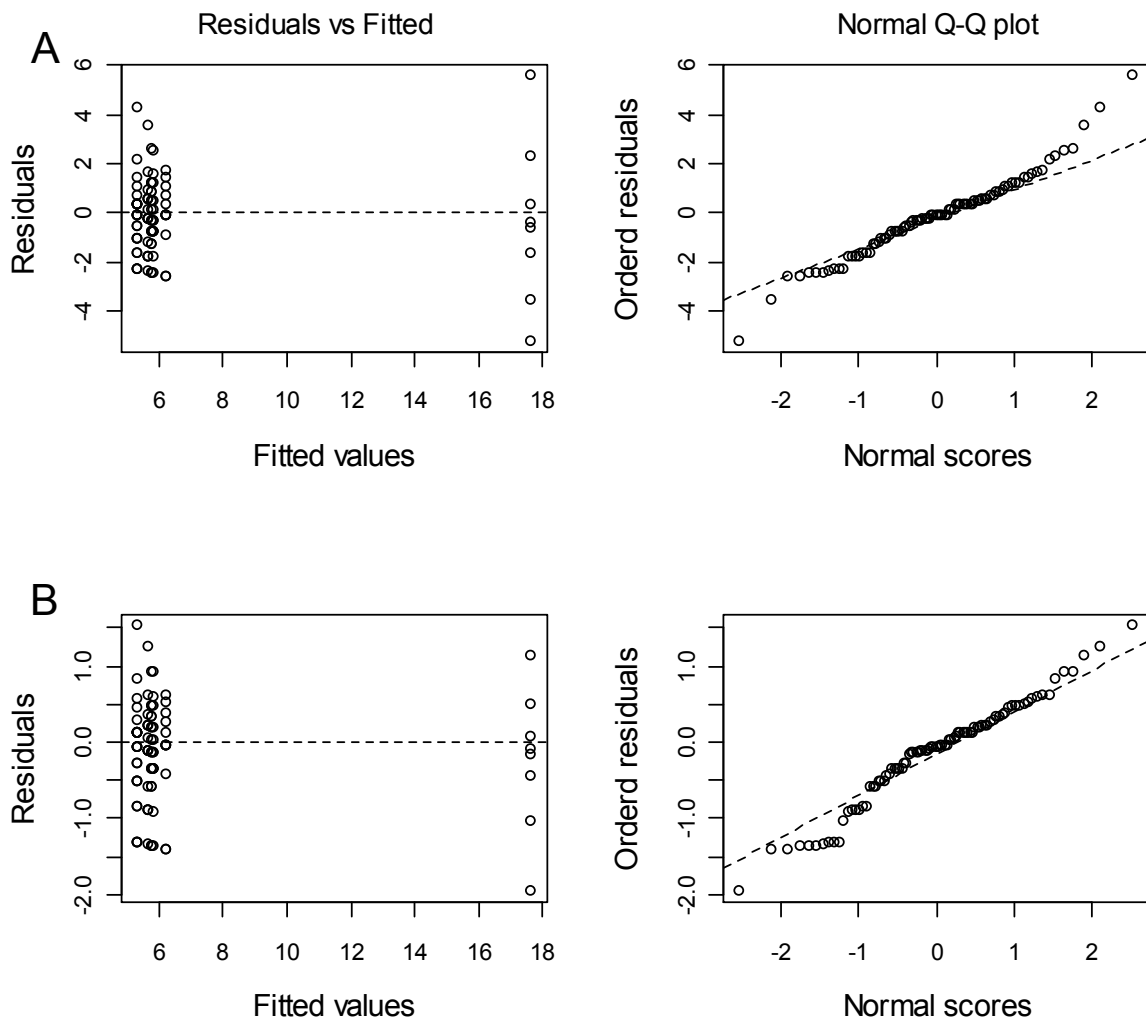 A
Residuals vs Fitted
Normal Q-Q plot
Residuals
6
4
2
0
-2
-4
6 8 10 12 14 16 18
Fitted values
Orderd residuals
6
4
2
0
-2
-4
-2 -1 0 1 2
Normal scores
B
Residuals
1.0
0.0
-1.0
-2.0
6 8 10 12 14 16 18
Fitted values
Orderd residuals
1.0
0.0
-1.0
-2.0
-2 -1 0 1 2
Normal scores